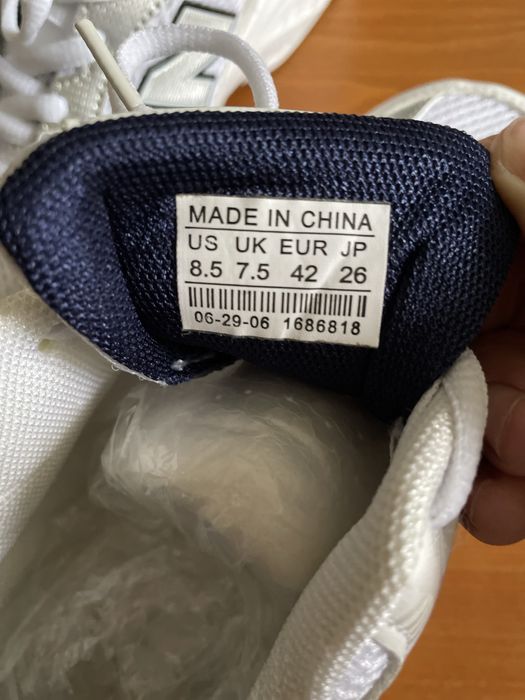 MADE IN CHINA
US UK EUR JP
8.5 7.5 42 26
06-29-06 1686818